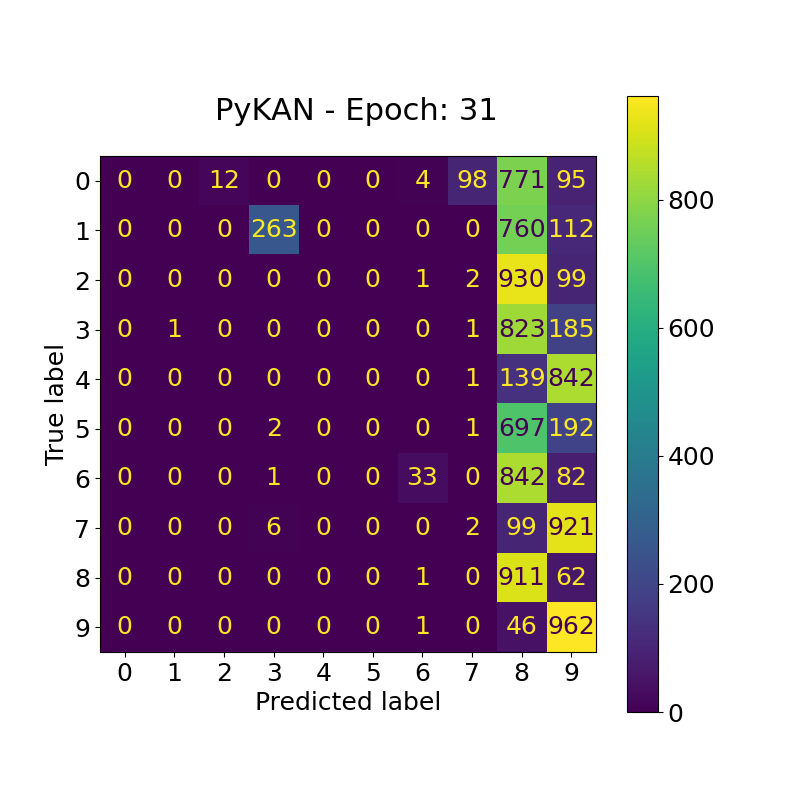 PyKAN - Epoch: 31
0 0 0 12 0 0 0 4 98 771 95
1 0 0 0 263 0 0 0 0 760 112
800
2 0 0 0 0 0 0 1 2 930 99
3 0 1 0 0 0 0 0 1 823 185
600
4 0 0 0 0 0 0 0 1 139 842
True label
5 0 0 0 2 0 0 0 1 697 192
400
6 0 0 0 1 0 0 33 0 842 82
7 0 0 0 6 0 0 0 2 99 921
8 0 0 0 0 0 0 1 0 911 62
200
9 0 0 0 0 0 0 1 0 46 962
0 1 2 3 4 5 6 7 8 9
Predicted label
0